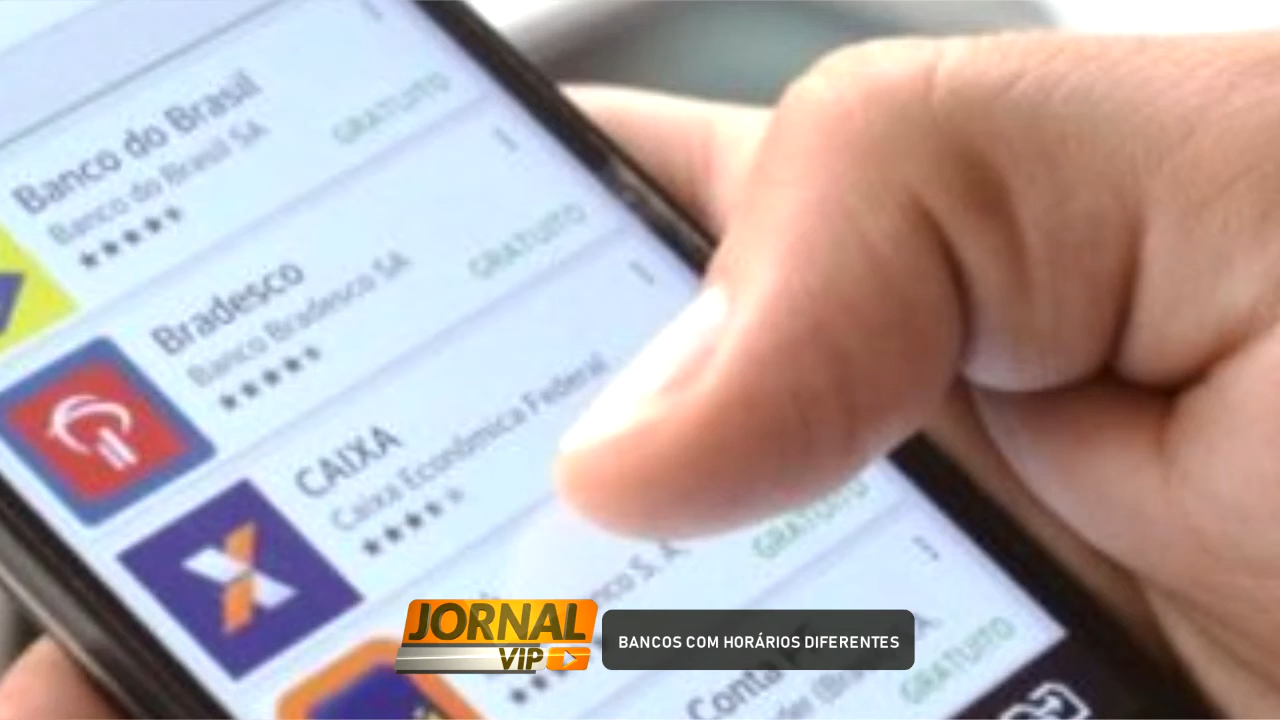 Banco do Brasil
Banco do Brasil SA
GRATUITO
Bradesco
Banco Bradesco SA
GRATUITO
CAIXA
Caixa Econômica Federal
GRATUITO
S. A
Conta
GRATUITO
JORNAL
VIP
BANCOS COM HORÁRIOS DIFERENTES